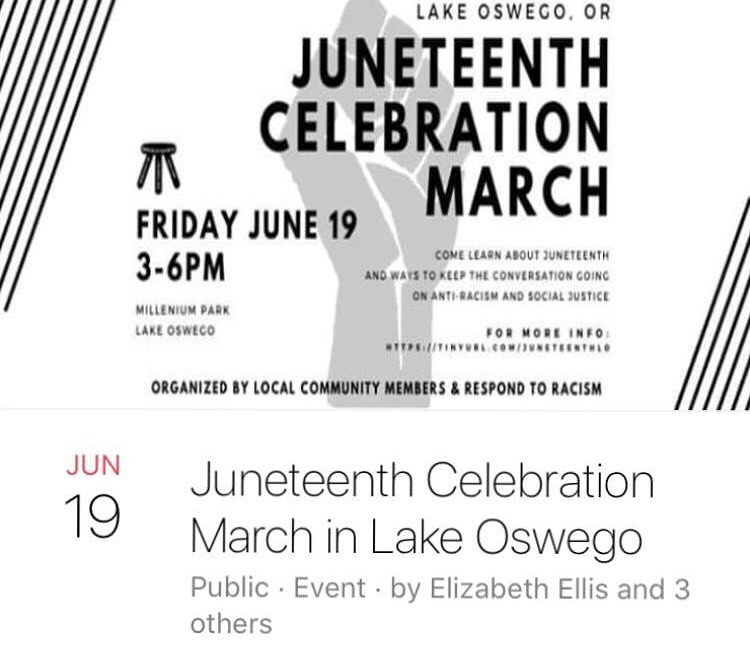 LAKE OSWEGO, OR
JUNETEENTH
CELEBRATION
MARCH
FRIDAY JUNE 19
3-6PM
MILLENIUM PARK
LAKE OSWEGO
COME LEARN ABOUT JUNETEENTH
AND WAYS TO KEEP THE CONVERSATION GOING
ON ANTI-RACISM AND SOCIAL JUSTICE
FOR MORE INFO:
HTTPS://TINYURL.COM/JUNETEENTHLO
ORGANIZED BY LOCAL COMMUNITY MEMBERS & RESPOND TO RACISM
JUN
19
Juneteenth Celebration
March in Lake Oswego
Public · Event · by Elizabeth Ellis and 3
others